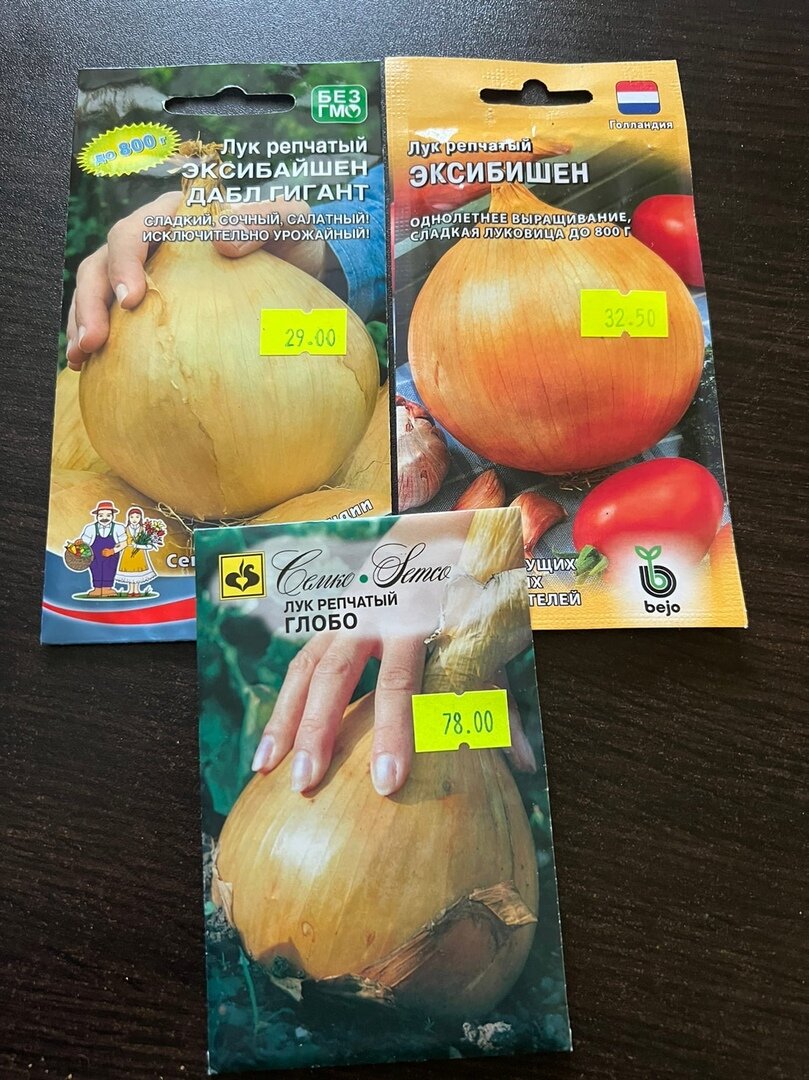 до 800 г
БЕЗ
ГМО
Лук репчатый
ЭКСИБАЙШЕН
ДАБЛ ГИГАНТ
СЛАДКИЙ, СОЧНЫЙ, САЛАТНЫЙ!
ИСКЛЮЧИТЕЛЬНО УРОЖАЙНЫЙ!
29.00
Голландия
Лук репчатый
ЭКСИБИШЕН
ОДНОЛЕТНЕЕ ВЫРАЩИВАНИЕ,
СЛАДКАЯ ЛУКОВИЦА ДО 800 Г
32.50
bejo
Семко • Semco
ЛУК РЕПЧАТЫЙ
ГЛОБО
78.00